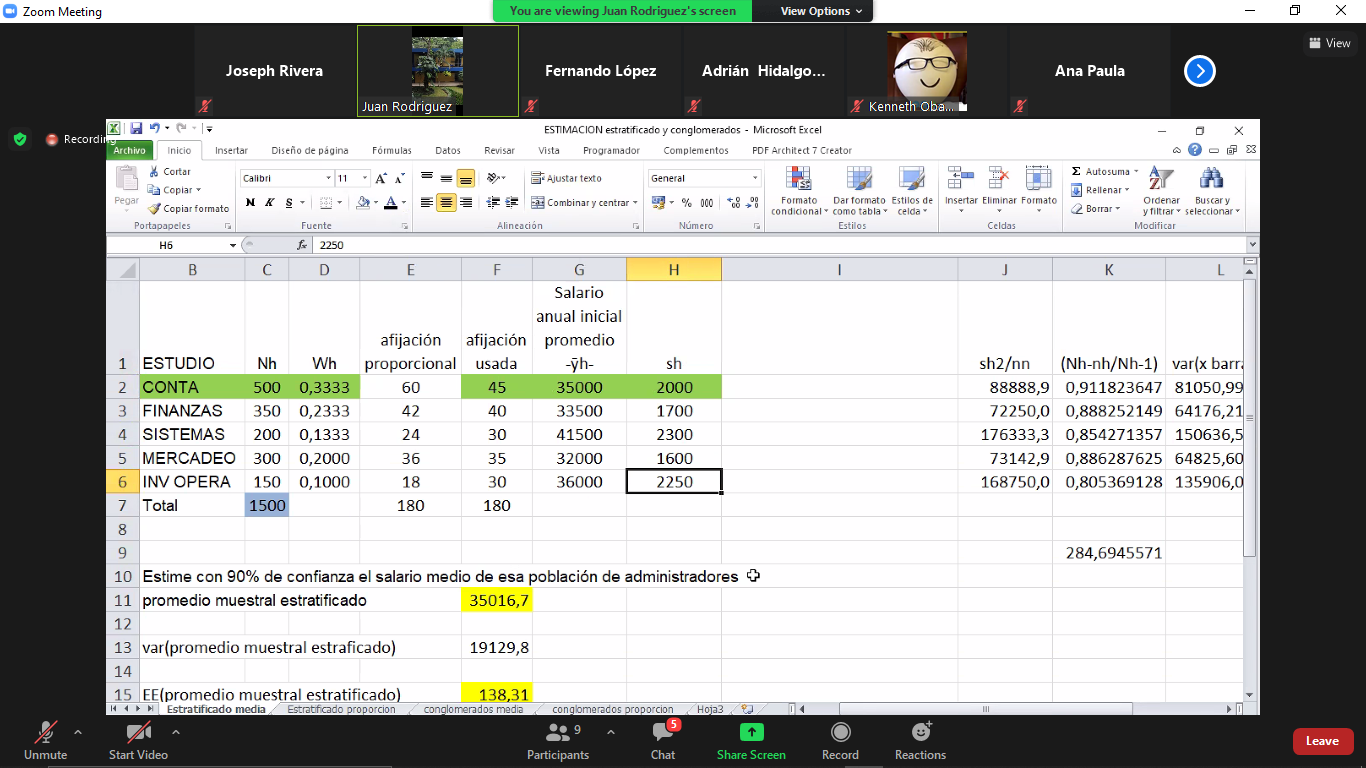 Zoom Meeting
You are viewing Juan Rodriguez's screen
View Options
Joseph Rivera
Juan Rodriguez
Fernando López
Adrián Hidalgo...
Kenneth Oba...
Ana Paula
View
Recording
ESTIMACION estratificado y conglomerados - Microsoft Excel
Archivo Inicio Insertar Diseño de página Fórmulas Datos Revisar Vista Programador Complementos PDF Architect 7 Creator
Pegar
Cortar
Copiar
Copiar formato
Portapapeles
Calibri 11
N K S
Fuente
Ajustar texto
Combinar y centrar
Alineación
General
% 000
Número
Formato condicional
Dar formato como tabla
Estilos de celda
Estilos
Insertar Eliminar Formato
Celdas
Autosuma
Rellenar
Borrar
Ordenar y filtrar
Buscar y seleccionar
Modificar
H6 fx 2250
B C D E F G H I J K L
1 ESTUDIO Nh Wh afijación proporcional afijación usada Salario anual inicial promedio -ȳh- sh sh2/nn (Nh-nh/Nh-1) var(x barra
2 CONTA 500 0,3333 60 45 35000 2000 88888,9 0,911823647 81050,99
3 FINANZAS 350 0,2333 42 40 33500 1700 72250,0 0,888252149 64176,21
4 SISTEMAS 200 0,1333 24 30 41500 2300 176333,3 0,854271357 150636,5
5 MERCADEO 300 0,2000 36 35 32000 1600 73142,9 0,886287625 64825,60
6 INV OPERA 150 0,1000 18 30 36000 2250 168750,0 0,805369128 135906,0
7 Total 1500 180 180
8
9 284,6945571
10 Estime con 90% de confianza el salario medio de esa población de administradores
11 promedio muestral estratificado 35016,7
12
13 var(promedio muestral estraficado) 19129,8
14
15 EE(promedio muestral estratificado) 138,31
Estratificado media Estratificado proporcion conglomerados media conglomerados proporcion Hoja3
Unmute
Start Video
Participants 9
Chat 5
Share Screen
Record
Reactions
Leave